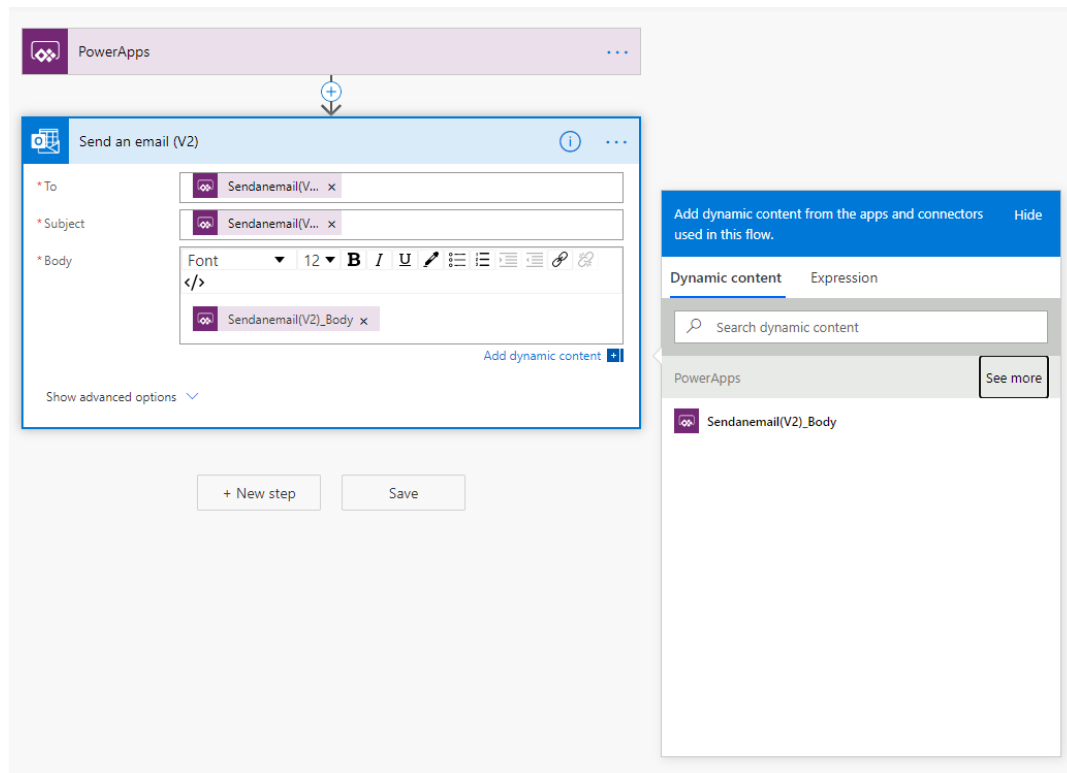 PowerApps
Send an email (V2)
* To
Sendanemail(V... ×
* Subject
Sendanemail(V... ×
* Body
Font 12 B I U
</>
Sendanemail(V2)_Body ×
Add dynamic content +
Show advanced options
+ New step
Save
Add dynamic content from the apps and connectors
used in this flow.
Hide
Dynamic content
Expression
Search dynamic content
PowerApps
See more
Sendanemail(V2)_Body